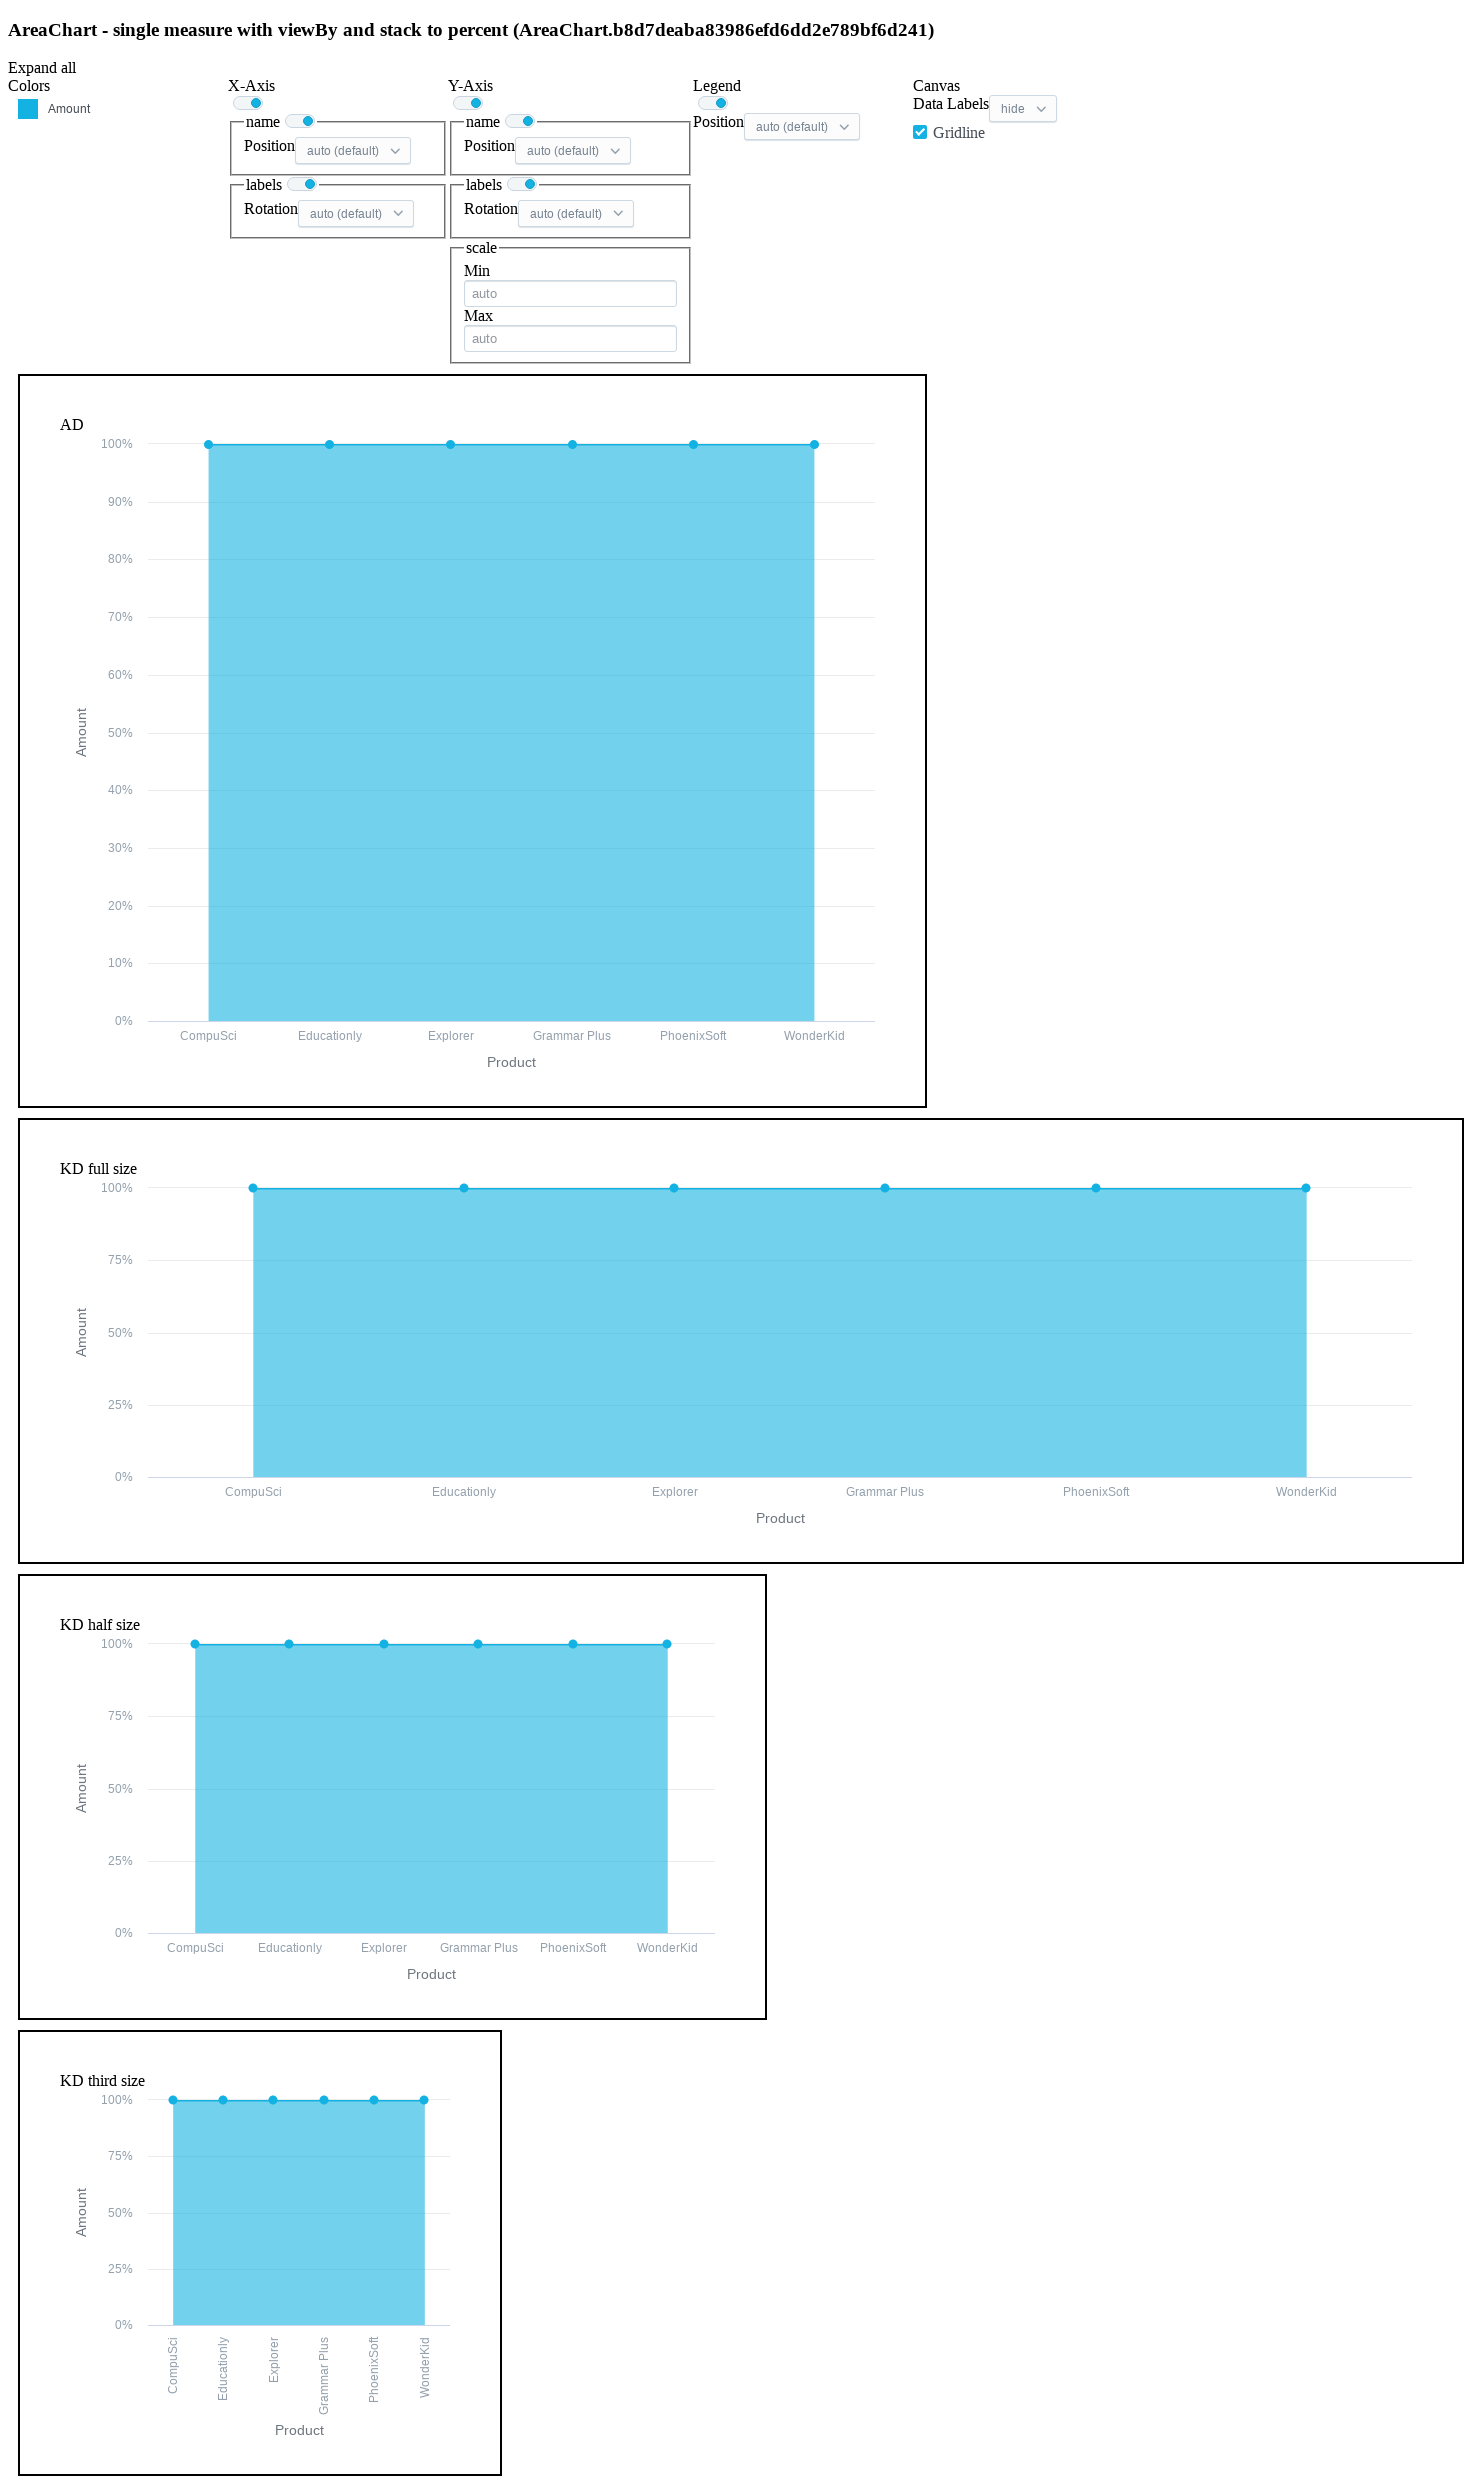 AreaChart - single measure with viewBy and stack to percent (AreaChart.b8d7deaba83986efd6dd2e789bf6d241)
Expand all
Colors
Amount
X-Axis
name
Position auto (default)
labels
Rotation auto (default)
Y-Axis
name
Position auto (default)
labels
Rotation auto (default)
scale
Min
auto
Max
auto
Legend
Position auto (default)
Canvas
Data Labels hide
Gridline
AD
100%
90%
80%
70%
60%
50%
40%
30%
20%
10%
0%
Amount
CompuSci Educationly Explorer Grammar Plus PhoenixSoft WonderKid
Product
KD full size
100%
75%
50%
25%
0%
Amount
CompuSci Educationly Explorer Grammar Plus PhoenixSoft WonderKid
Product
KD half size
100%
75%
50%
25%
0%
Amount
CompuSci Educationly Explorer Grammar Plus PhoenixSoft WonderKid
Product
KD third size
100%
75%
50%
25%
0%
Amount
CompuSci
Educationly
Explorer
Grammar Plus
PhoenixSoft
WonderKid
Product